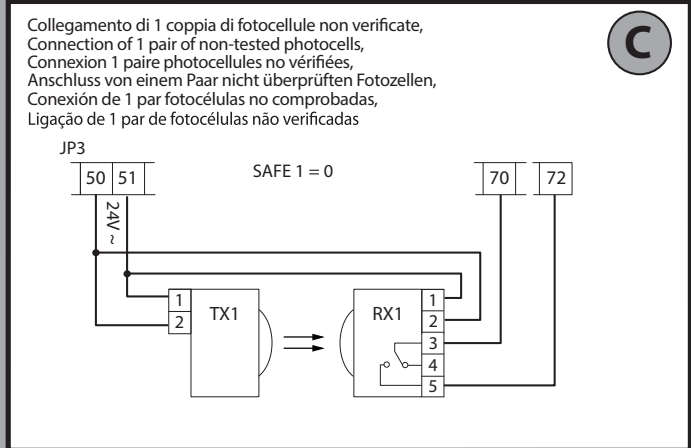 Collegamento di 1 coppia di fotocellule non verificate,
Connection of 1 pair of non-tested photocells,
Connexion 1 paire photocellules no vérifiées,
Anschluss von einem Paar nicht überprüften Fotozellen,
Conexión de 1 par fotocélulas no comprobadas,
Ligação de 1 par de fotocélulas não verificadas
C
JP3
50 51
SAFE 1 = 0
70 72
24V ~
1
2
TX1
RX1
1
2
3
4
5